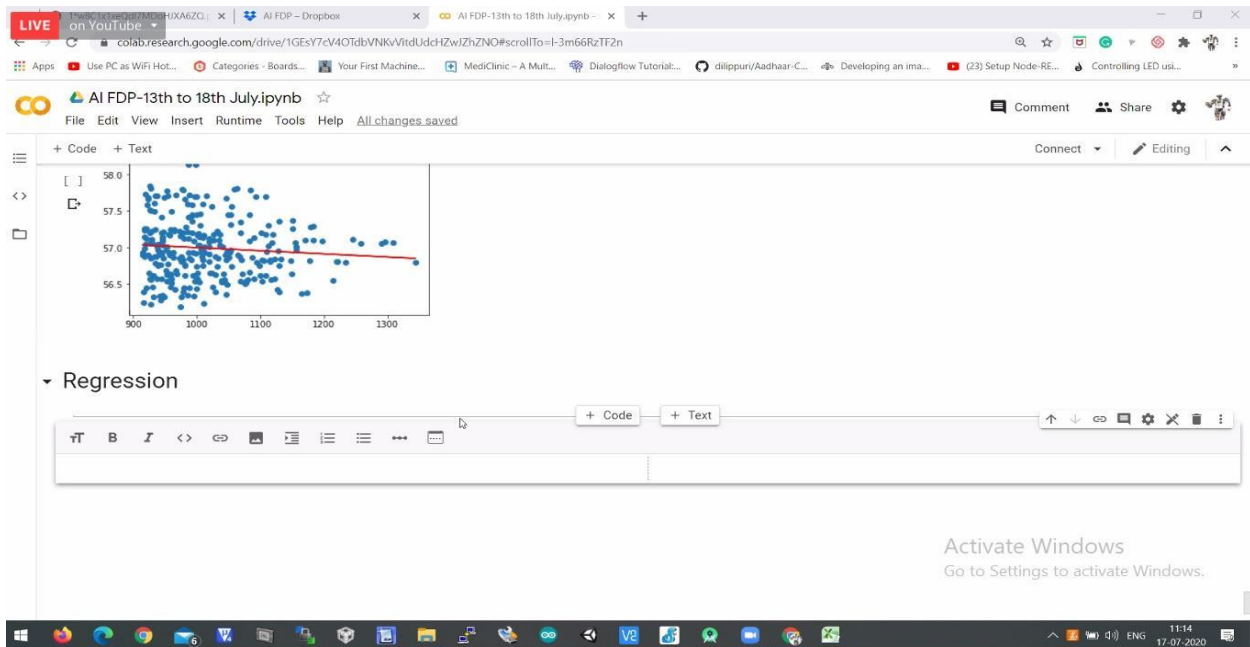 LIVE
on YouTube
AI FDP – Dropbox
AI FDP-13th to 18th July.ipynb -
colab.research.google.com/drive/1GEsY7cV4OTdbVNKvVitdUdcHZwJZhZNO#scrollTo=l-3m66RzTF2n
Apps
Use PC as WiFi Hot...
Categories - Boards...
Your First Machine...
MediClinic – A Mult...
Dialogflow Tutorial:...
dilippuri/Aadhaar-C...
Developing an ima...
(23) Setup Node-RE...
Controlling LED usi...
AI FDP-13th to 18th July.ipynb
Comment
Share
File Edit View Insert Runtime Tools Help All changes saved
+ Code + Text
Connect
Editing
[ ]
58.0
57.5
57.0
56.5
900 1000 1100 1200 1300
Regression
+ Code + Text
B I
Activate Windows
Go to Settings to activate Windows.
6
ENG
11:14
17-07-2020